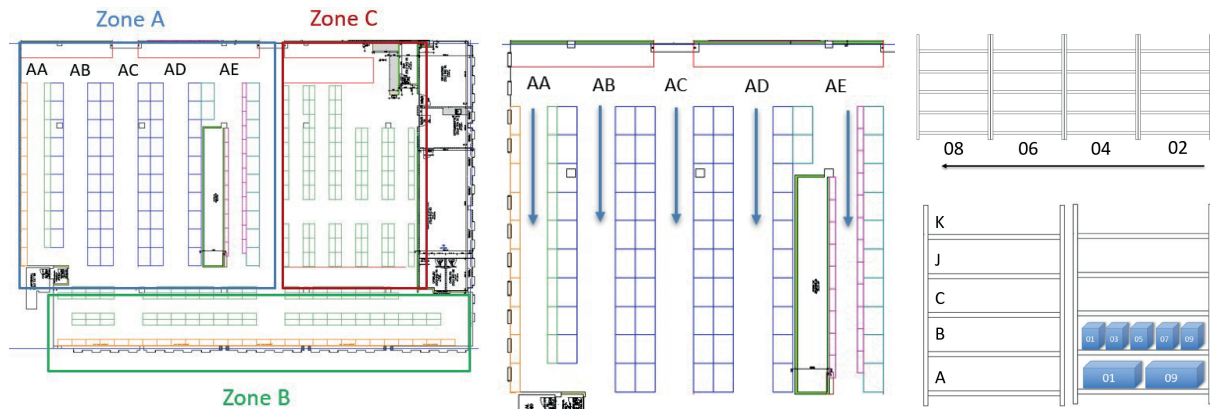 Zone A
Zone C
AA AB AC AD AE
Zone B
AA AB AC AD AE
08 06 04 02
K
J
C
B
01 03 05 07 09
A
01 09